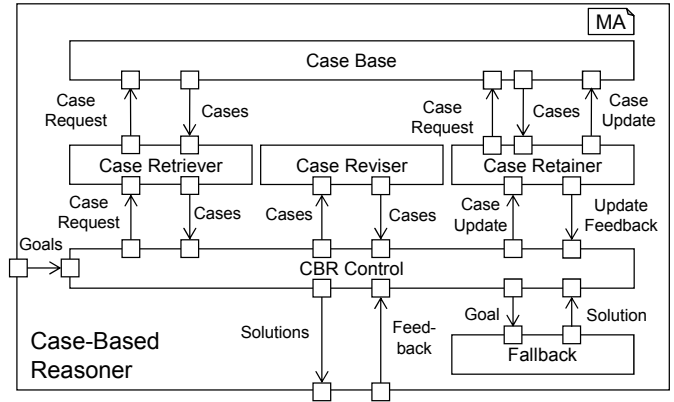 MA
Case Base
Case
Request
Cases
Case
Request
Cases
Case
Update
Case Retriever
Case Reviser
Case Retainer
Case
Request
Cases
Cases
Cases
Case
Update
Update
Feedback
Goals
CBR Control
Solutions
Feed-
back
Goal
Solution
Fallback
Case-Based
Reasoner